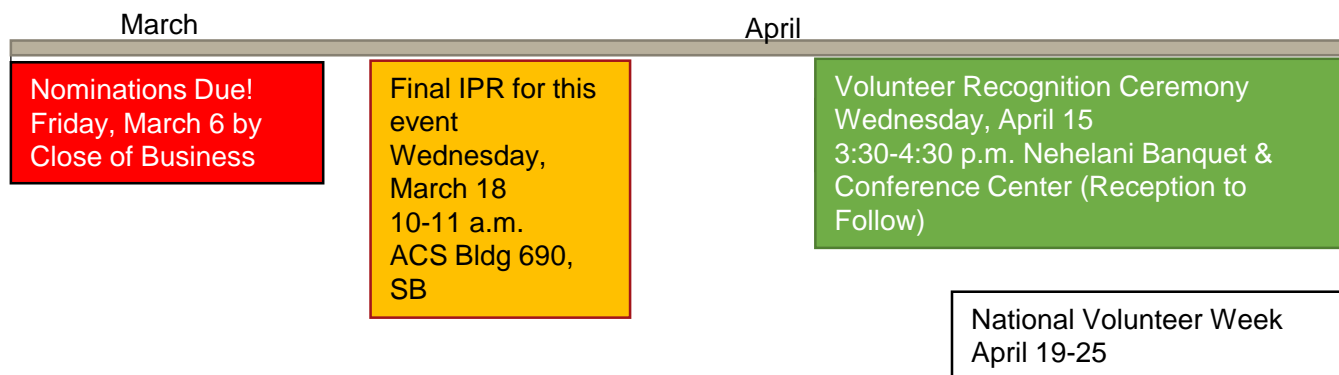 March
April
Nominations Due!
Friday, March 6 by
Close of Business
Final IPR for this
event
Wednesday,
March 18
10-11 a.m.
ACS Bldg 690,
SB
Volunteer Recognition Ceremony
Wednesday, April 15
3:30-4:30 p.m. Nehelani Banquet &
Conference Center (Reception to
Follow)
National Volunteer Week
April 19-25